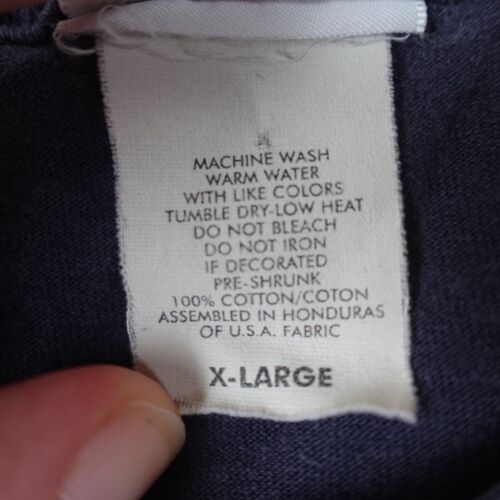 MACHINE WASH
WARM WATER
WITH LIKE COLORS
TUMBLE DRY-LOW HEAT
DO NOT BLEACH
DO NOT IRON
IF DECORATED
PRE-SHRUNK
100% COTTON/COTON
ASSEMBLED IN HONDURAS
OF U.S.A. FABRIC
X-LARGE